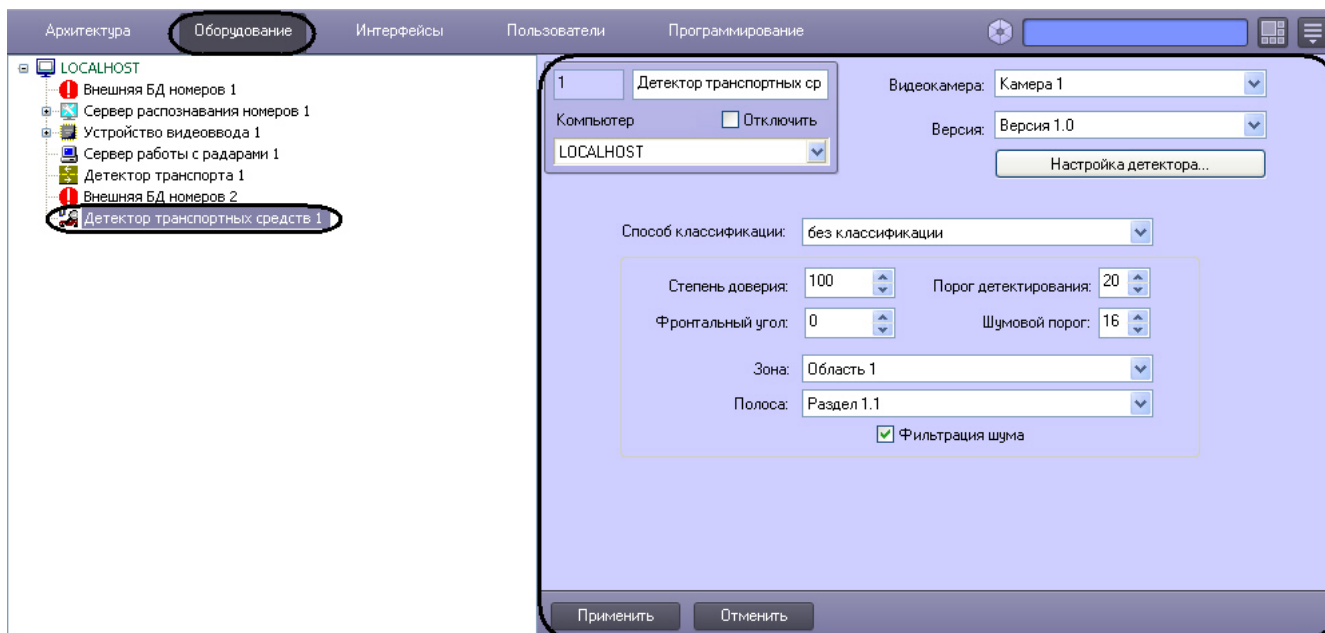 Архитектура Оборудование Интерфейсы Пользователи Программирование
LOCALHOST
Внешняя БД номеров 1
Сервер распознавания номеров 1
Устройство видеоввода 1
Сервер работы с радарами 1
Детектор транспорта 1
Внешняя БД номеров 2
Детектор транспортных средств 1
1 Детектор транспортных ср
Компьютер Отключить
LOCALHOST
Видеокамера: Камера 1
Версия: Версия 1.0
Настройка детектора...
Способ классификации: без классификации
Степень доверия: 100 Порог детектирования: 20
Фронтальный угол: 0 Шумовой порог: 16
Зона: Область 1
Полоса: Раздел 1.1
Фильтрация шума
Применить Отменить